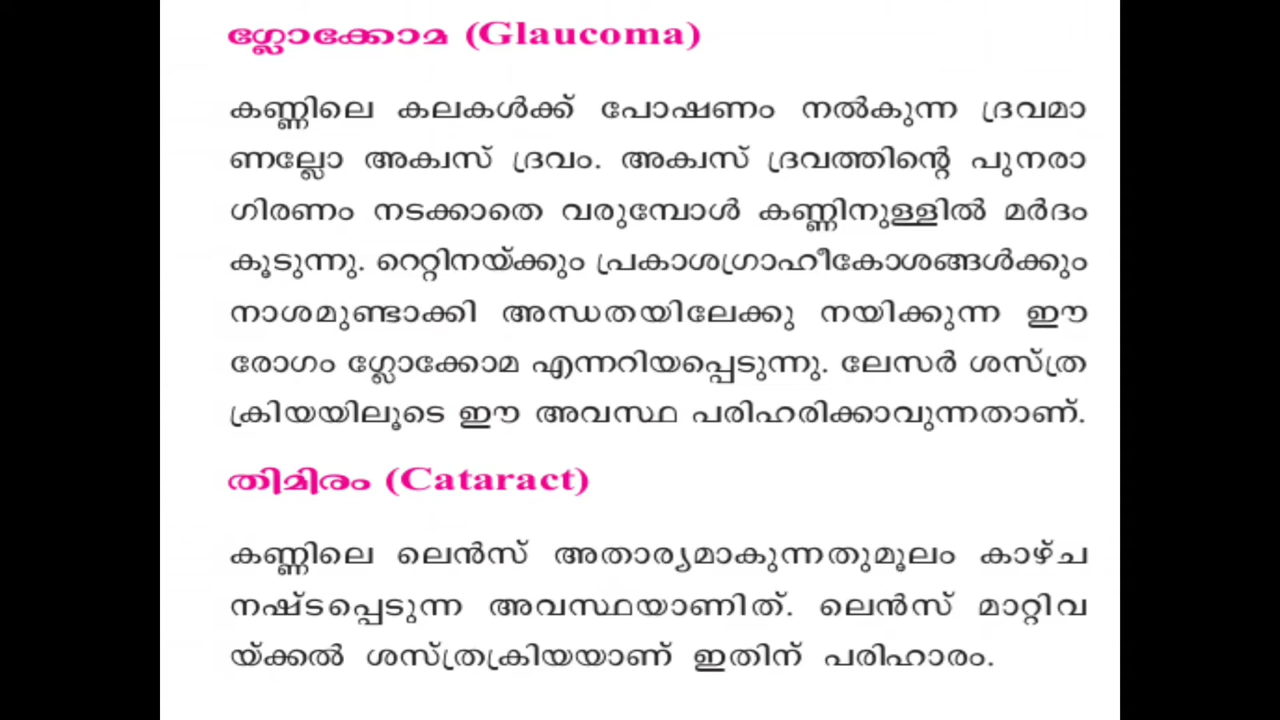 ഗ്ലോക്കോമ (Glaucoma)
കണ്ണിലെ കലകൾക്ക് പോഷണം നൽകുന്ന ദ്രവമാ
ണല്ലോ അക്വസ് ദ്രവം. അക്വസ് ദ്രവത്തിന്റെ പുനരാ
ഗിരണം നടക്കാതെ വരുമ്പോൾ കണ്ണിനുള്ളിൽ മർദം
കൂടുന്നു. റെറ്റിനയ്ക്കും പ്രകാശഗ്രാഹീകോശങ്ങൾക്കും
നാശമുണ്ടാക്കി അന്ധതയിലേക്കു നയിക്കുന്ന ഈ
രോഗം ഗ്ലോക്കോമ എന്നറിയപ്പെടുന്നു. ലേസർ ശസ്ത്ര
ക്രിയയിലൂടെ ഈ അവസ്ഥ പരിഹരിക്കാവുന്നതാണ്.
തിമിരം (Cataract)
കണ്ണിലെ ലെൻസ് അതാര്യമാകുന്നതുമൂലം കാഴ്ച
നഷ്ടപ്പെടുന്ന അവസ്ഥയാണിത്. ലെൻസ് മാറ്റിവ
യ്ക്കൽ ശസ്ത്രക്രിയയാണ് ഇതിന് പരിഹാരം.